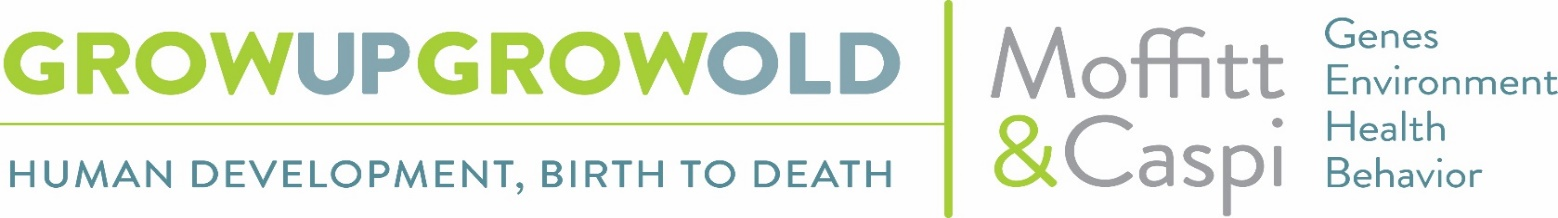 GROWUPGROWOLD
HUMAN DEVELOPMENT, BIRTH TO DEATH
Moffitt
&Caspi
Genes
Environment
Health
Behavior